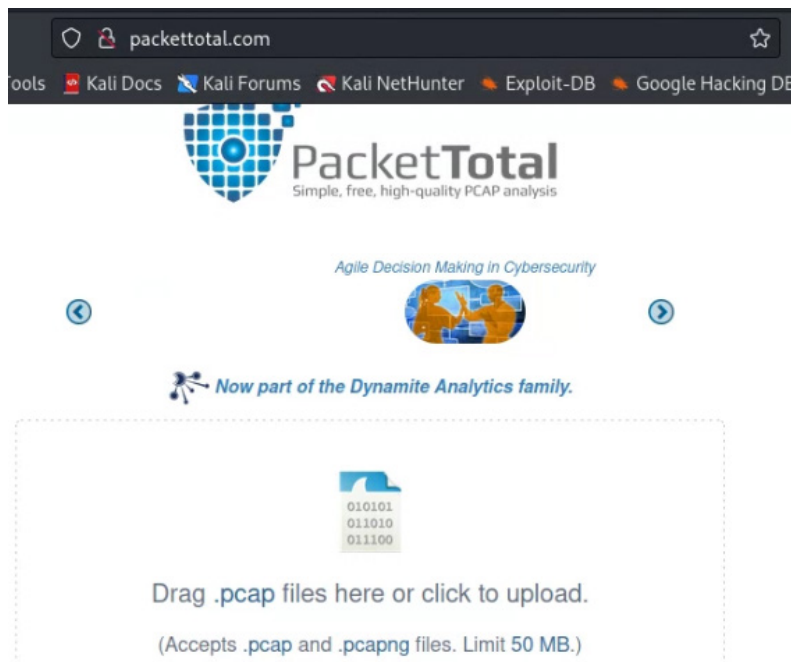 packettotal.com
Tools Kali Docs Kali Forums Kali NetHunter Exploit-DB Google Hacking DB
PacketTotal
Simple, free, high-quality PCAP analysis
Agile Decision Making in Cybersecurity
Now part of the Dynamite Analytics family.
010101
011010
011100
Drag .pcap files here or click to upload.
(Accepts .pcap and .pcapng files. Limit 50 MB.)